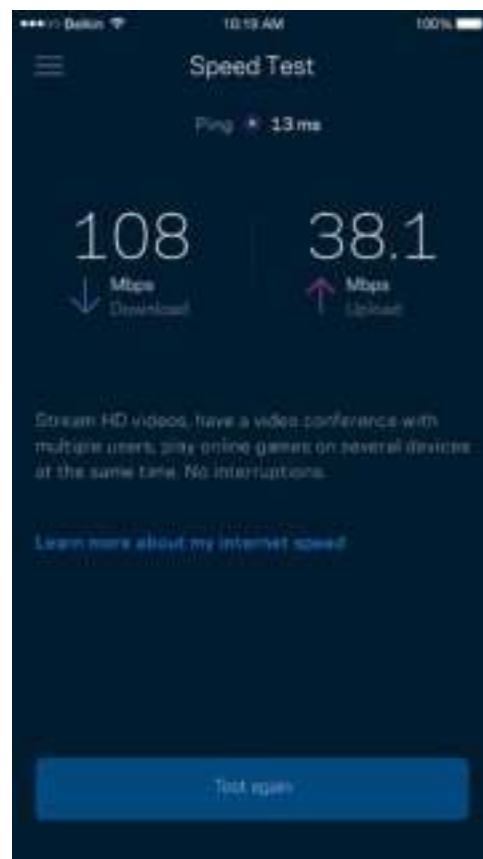 Belkin 10:19 AM 100%
Speed Test
Ping 13 ms
108 38.1
Mbps Mbps
Download Upload
Stream HD videos, have a video conference with
multiple users, play online games on several devices
at the same time. No interruptions.
Learn more about my internet speed
Test again